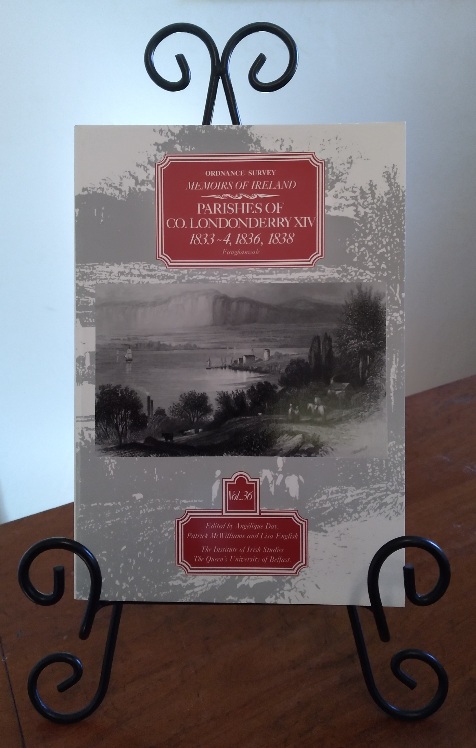 ORDNANCE SURVEY
MEMOIRS OF IRELAND
PARISHES OF
CO. LONDONDERRY XIV
1833-4, 1836, 1838
Faughanvale
Vol. 36
Edited by Angélique Day,
Patrick McWilliams and Lisa English
The Institute of Irish Studies
The Queen's University of Belfast